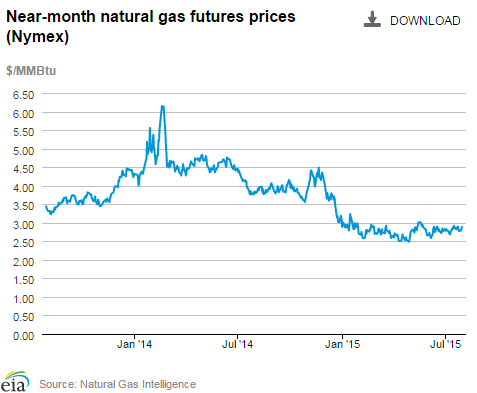 Near-month natural gas futures prices
(Nymex)
DOWNLOAD
$/MMBtu
6.50
6.00
5.50
5.00
4.50
4.00
3.50
3.00
2.50
2.00
1.50
1.00
0.50
0.00
Jan '14
Jul '14
Jan '15
Jul '15
eia
Source: Natural Gas Intelligence